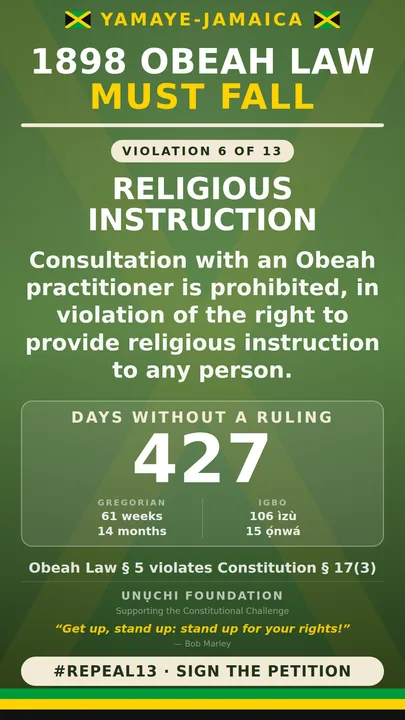 YAMAYE-JAMAICA
1898 OBEAH LAW
MUST FALL
VIOLATION 6 OF 13
RELIGIOUS
INSTRUCTION
Consultation with an Obeah
practitioner is prohibited, in
violation of the right to
provide religious instruction
to any person.
DAYS WITHOUT A RULING
427
GREGORIAN
61 weeks
14 months
IGBO
106 ìzù
15 ọ́nwá
Obeah Law § 5 violates Constitution § 17(3)
UNỤCHI FOUNDATION
Supporting the Constitutional Challenge
“Get up, stand up: stand up for your rights!”
— Bob Marley
#REPEAL13 · SIGN THE PETITION